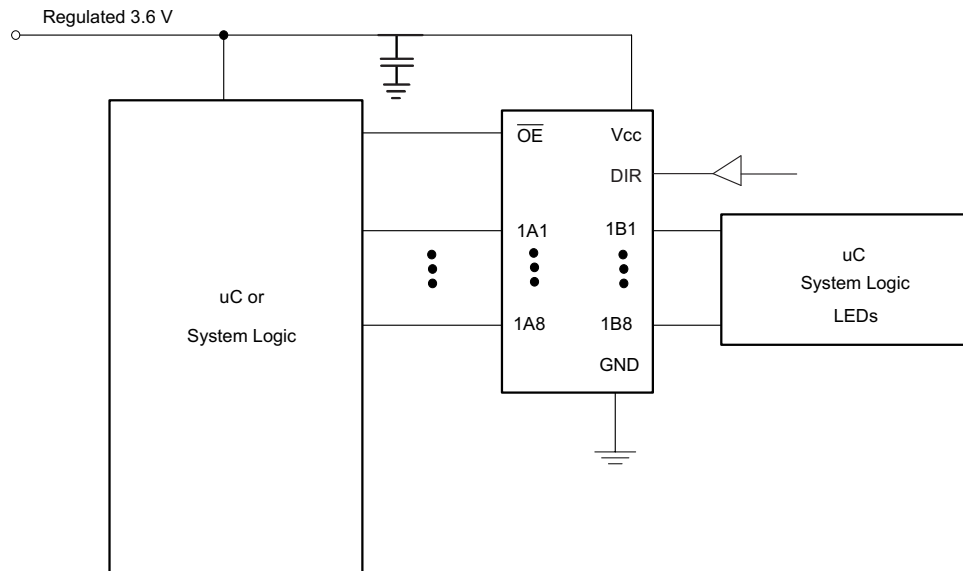 Regulated 3.6 V
OE
Vcc
DIR
1A1
1B1
uC or
System Logic
uC
System Logic
LEDs
1A8
1B8
GND